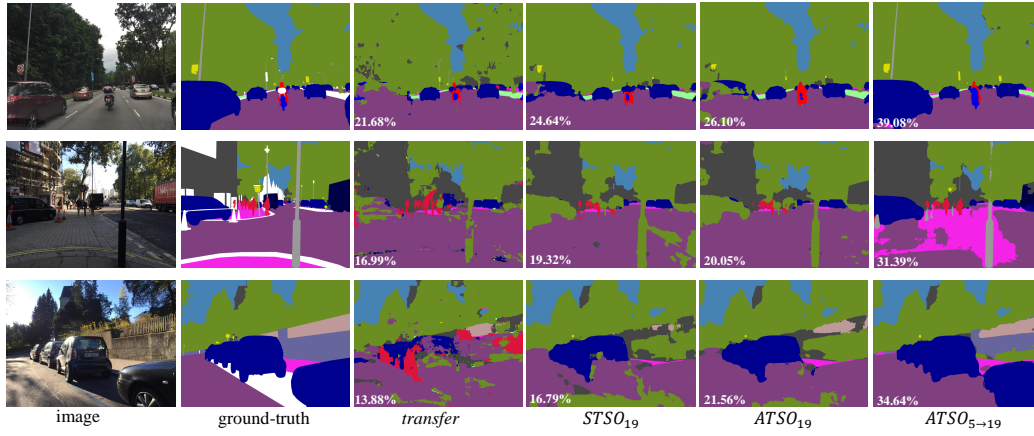 21.68% 24.64% 26.10% 39.08%
16.99% 19.32% 20.05% 31.39%
13.88% 16.79% 21.56% 34.64%
image ground-truth transfer STSO₁₉ ATSO₁₉ ATSO₅→₁₉